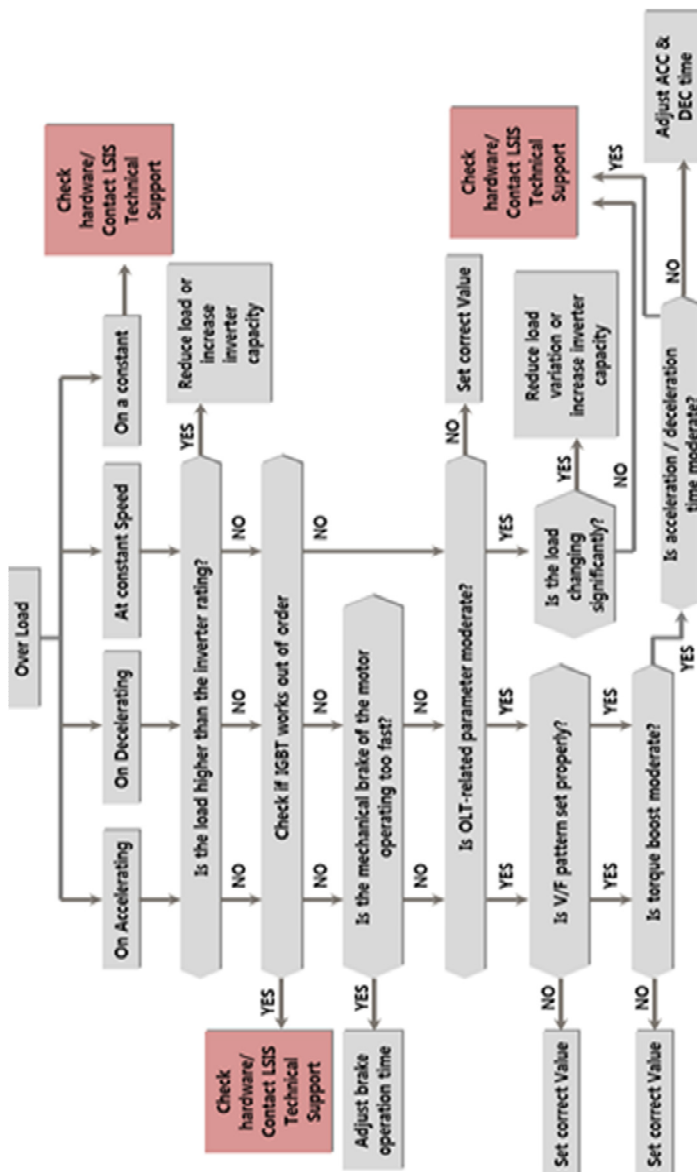 Over Load
On Accelerating
On Decelerating
At constant Speed
On a constant
Check
hardware/
Contact LSIS
Technical
Support
Is the load higher than the inverter rating?
YES
Reduce load or
increase
inverter
capacity
NO
NO
NO
Check if IGBT works out of order
YES
Check
hardware/
Contact LSIS
Technical
Support
NO
NO
NO
Is the mechanical brake of the motor
operating too fast?
YES
Adjust brake
operation time
NO
NO
Is OLT-related parameter moderate?
NO
Set correct Value
YES
YES
YES
Is V/F pattern set properly?
NO
Set correct Value
Is the load
changing
significantly?
YES
Reduce load
variation or
increase inverter
capacity
NO
Check
hardware/
Contact LSIS
Technical
Support
YES
YES
Is torque boost moderate?
NO
Set correct Value
YES
Is acceleration / deceleration
time moderate?
YES
NO
Adjust ACC &
DEC time